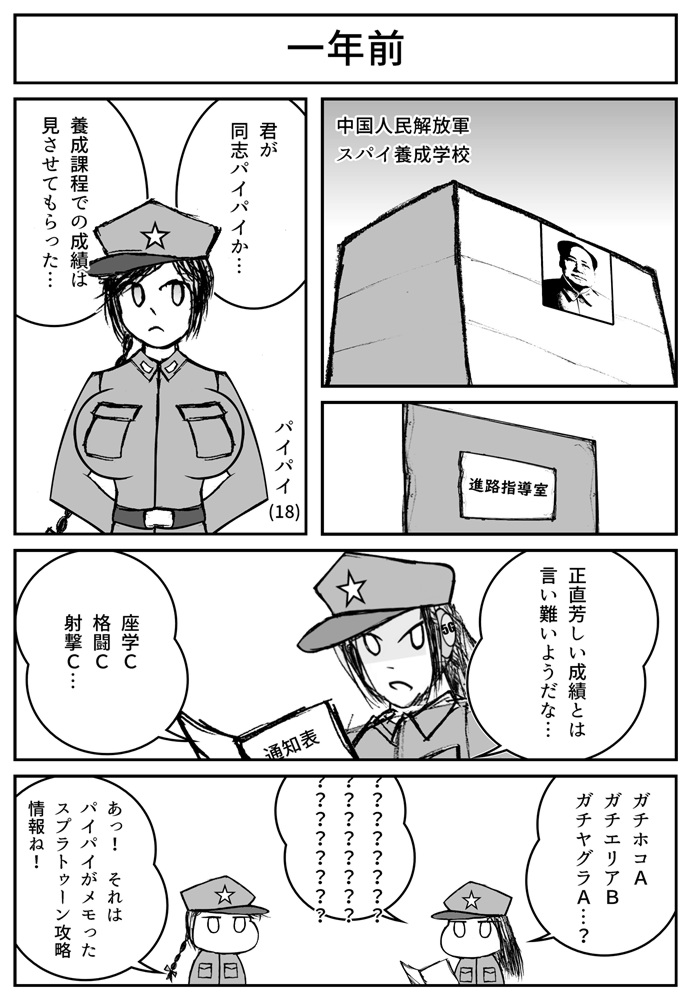 一年前
中国人民解放軍
スパイ養成学校
進路指導室
君が
同志パイパイか…
養成課程での成績は
見させてもらった…
パイパイ
(18)
正直芳しい成績とは
言い難いようだな…
56
通知表
座学C
格闘C
射撃C…
ガチホコA
ガチエリアB
ガチヤグラA…?
?????????
?????????
?????????
あっ! それは
パイパイがメモった
スプラトゥーン攻略
情報ね!